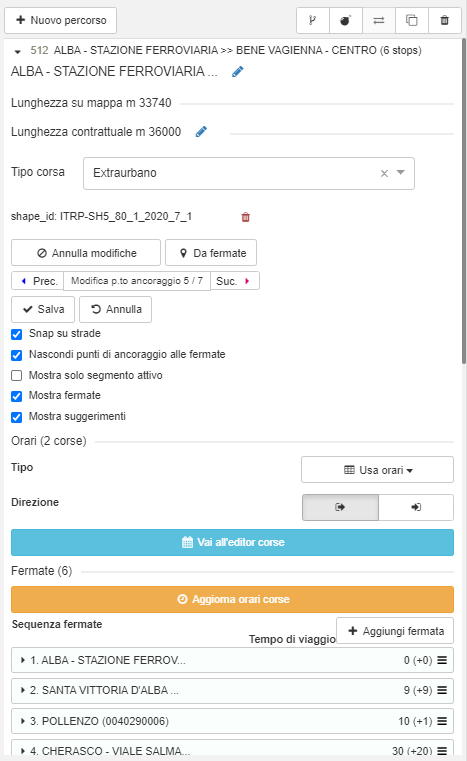 Nuovo percorso
512 ALBA - STAZIONE FERROVIARIA >> BENE VAGIENNA - CENTRO (6 stops)
ALBA - STAZIONE FERROVIARIA ...
Lunghezza su mappa m 33740
Lunghezza contrattuale m 36000
Tipo corsa Extraurbano
shape_id: ITRP-SH5_80_1_2020_7_1
Annulla modifiche Da fermate
Prec. Modifica p.to ancoraggio 5 / 7 Suc.
Salva Annulla
Snap su strade
Nascondi punti di ancoraggio alle fermate
Mostra solo segmento attivo
Mostra fermate
Mostra suggerimenti
Orari (2 corse)
Tipo Usa orari
Direzione
Vai all'editor corse
Fermate (6)
Aggiorna orari corse
Sequenza fermate
Tempo di viaggio Aggiungi fermata
1. ALBA - STAZIONE FERROV... 0 (+0)
2. SANTA VITTORIA D'ALBA ... 9 (+9)
3. POLLENZO (0040290006) 10 (+1)
4. CHERASCO - VIALE SALMA... 30 (+20)